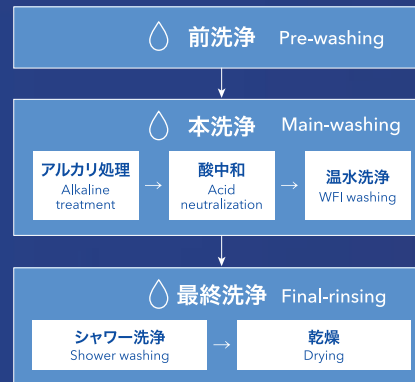 前洗浄 Pre-washing
本洗浄 Main-washing
アルカリ処理
Alkaline
treatment
→
酸中和
Acid
neutralization
→
温水洗浄
WFI washing
最終洗浄 Final-rinsing
シャワー洗浄
Shower washing
→
乾燥
Drying